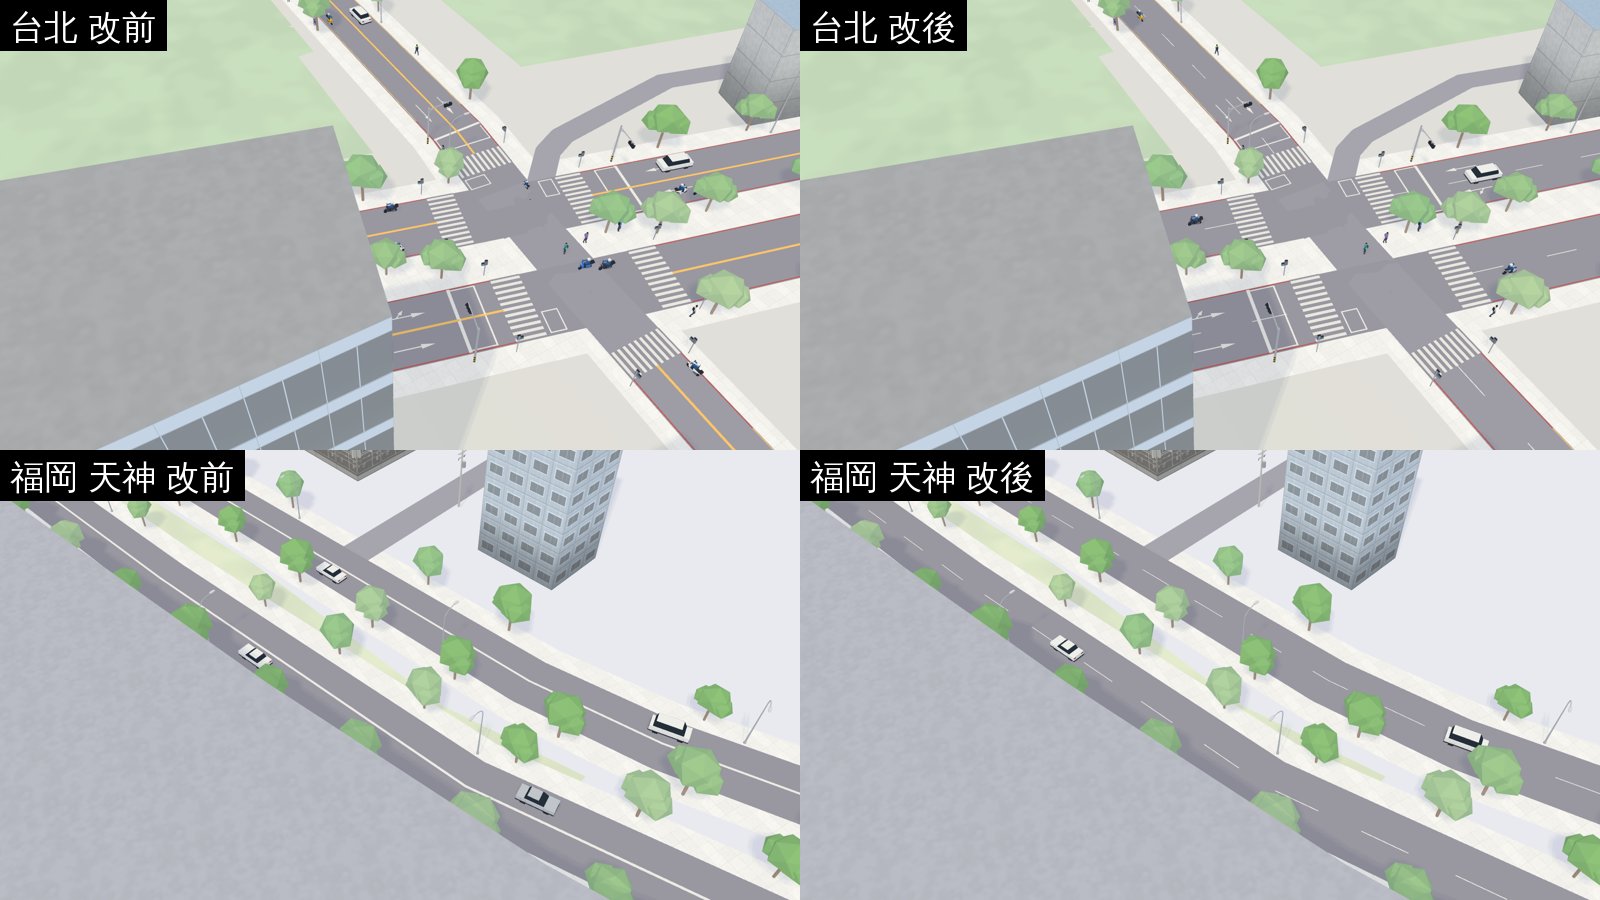 台北 改前
台北 改後
福岡 天神 改前
福岡 天神 改後